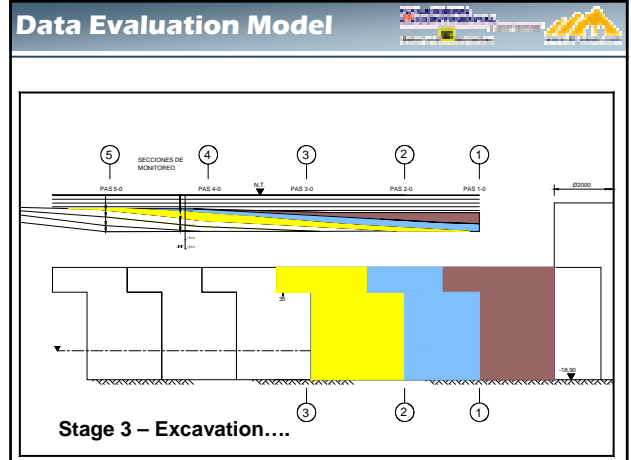 Data Evaluation Model
5 4 3 2 1
SECCIONES DE
MONITOREO
PAS 5-0 PAS 4-0 N.T. PAS 3-0 PAS 2-0 PAS 1-0 Ø2000
35
-18,90
3 2 1
Stage 3 – Excavation….